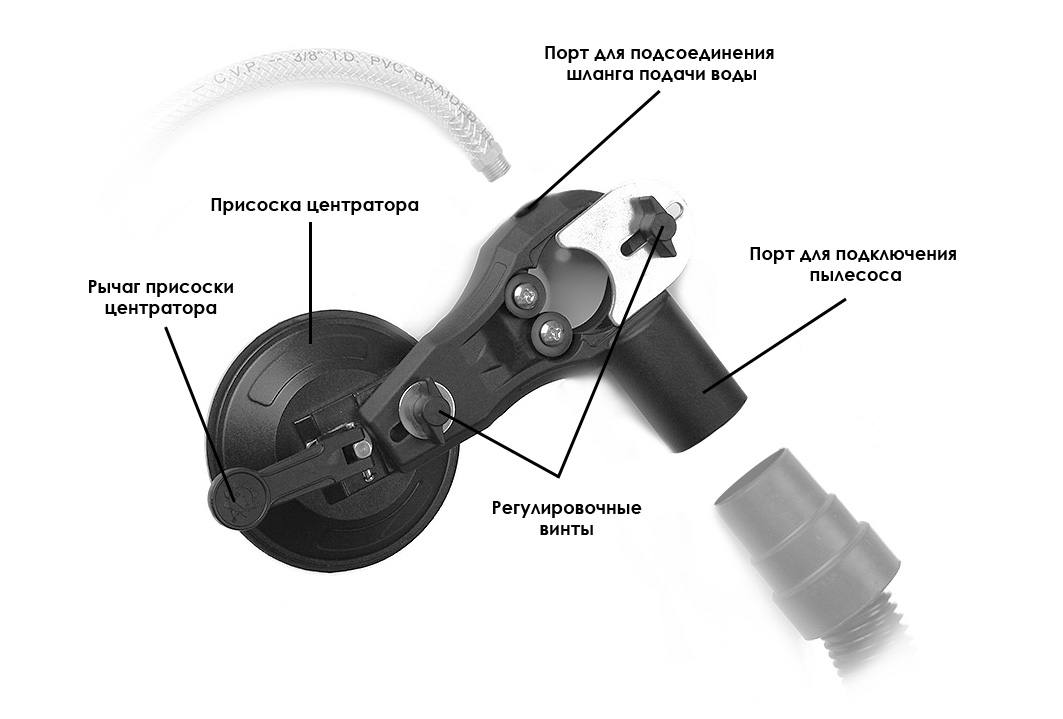 C.V.P. -- 3/8" I.D. PVC BRAIDED
Порт для подсоединения
шланга подачи воды
Присоска центратора
Порт для подключения
пылесоса
Рычаг присоски
центратора
Регулировочные
винты